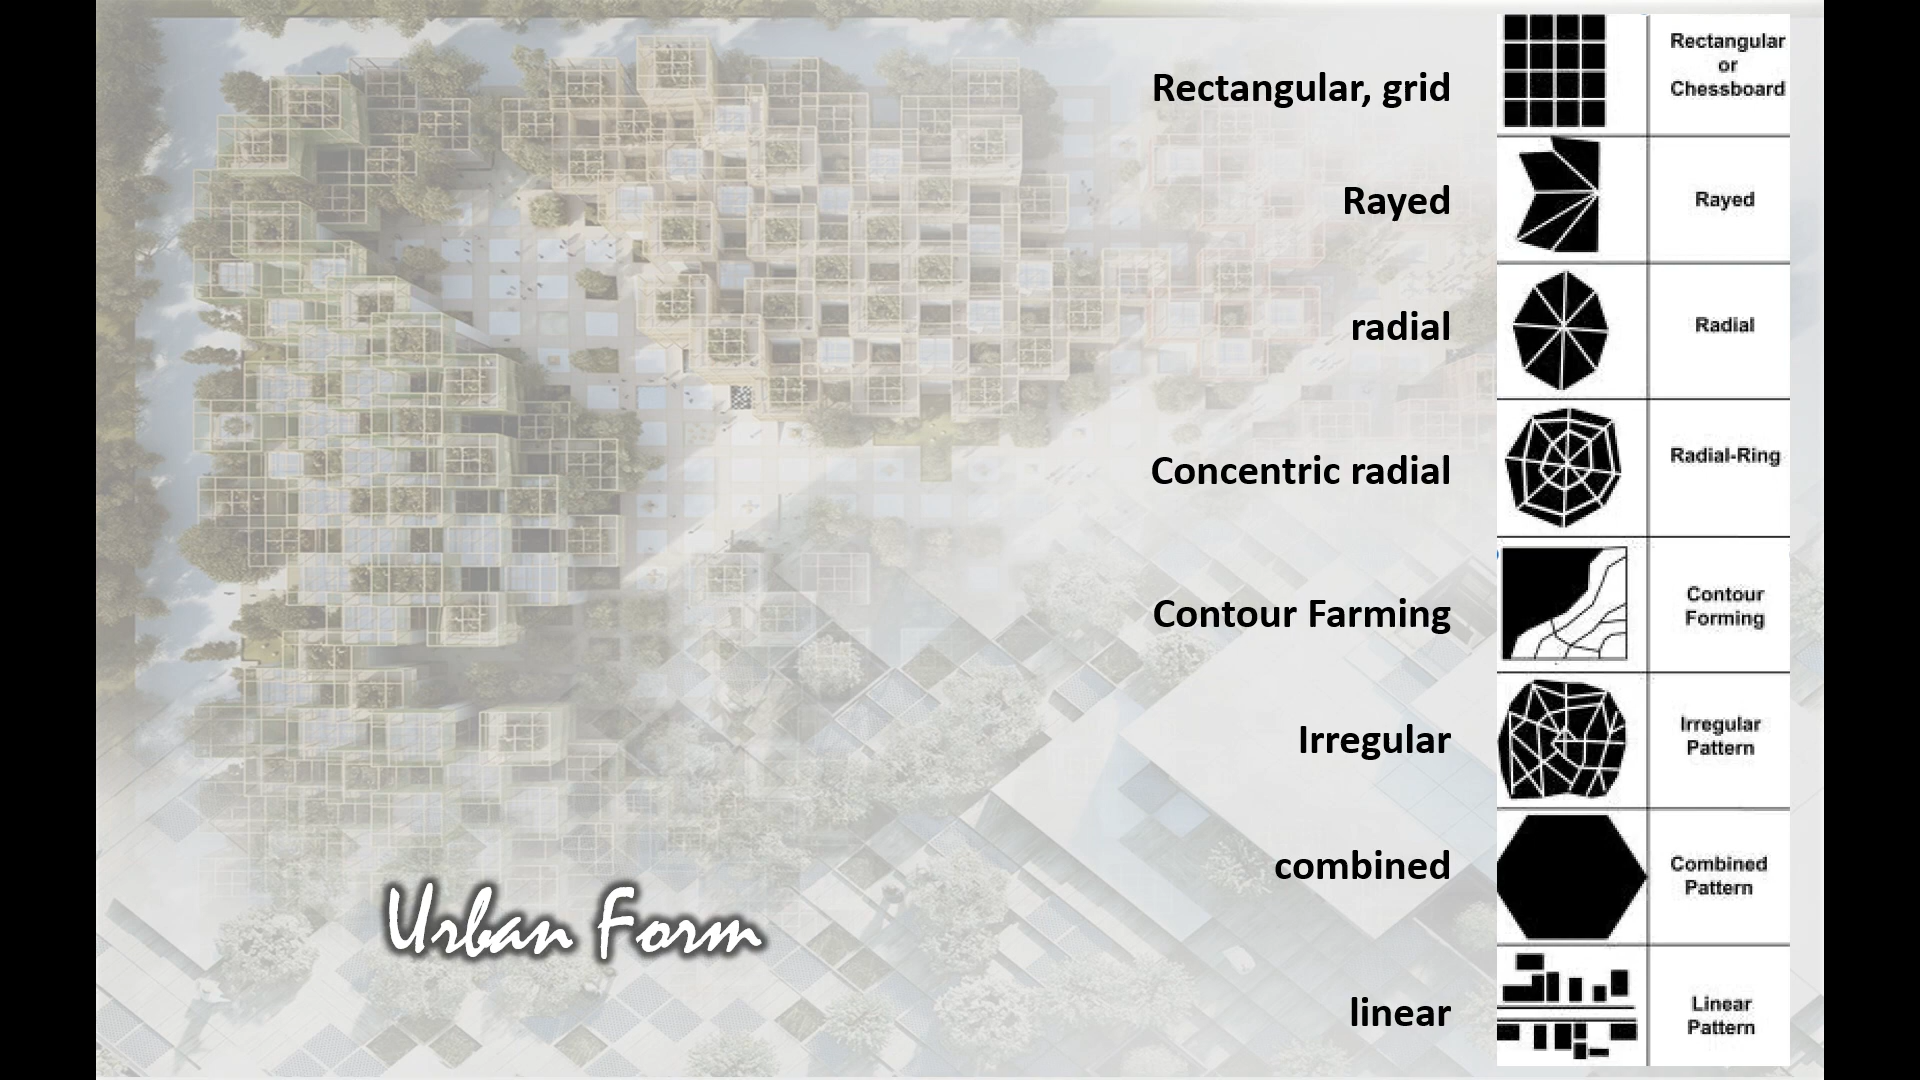 Rectangular, grid
Rectangular
or
Chessboard
Rayed
Rayed
radial
Radial
Concentric radial
Radial-Ring
Contour Farming
Contour
Forming
Irregular
Irregular
Pattern
combined
Combined
Pattern
Urban Form
linear
Linear
Pattern